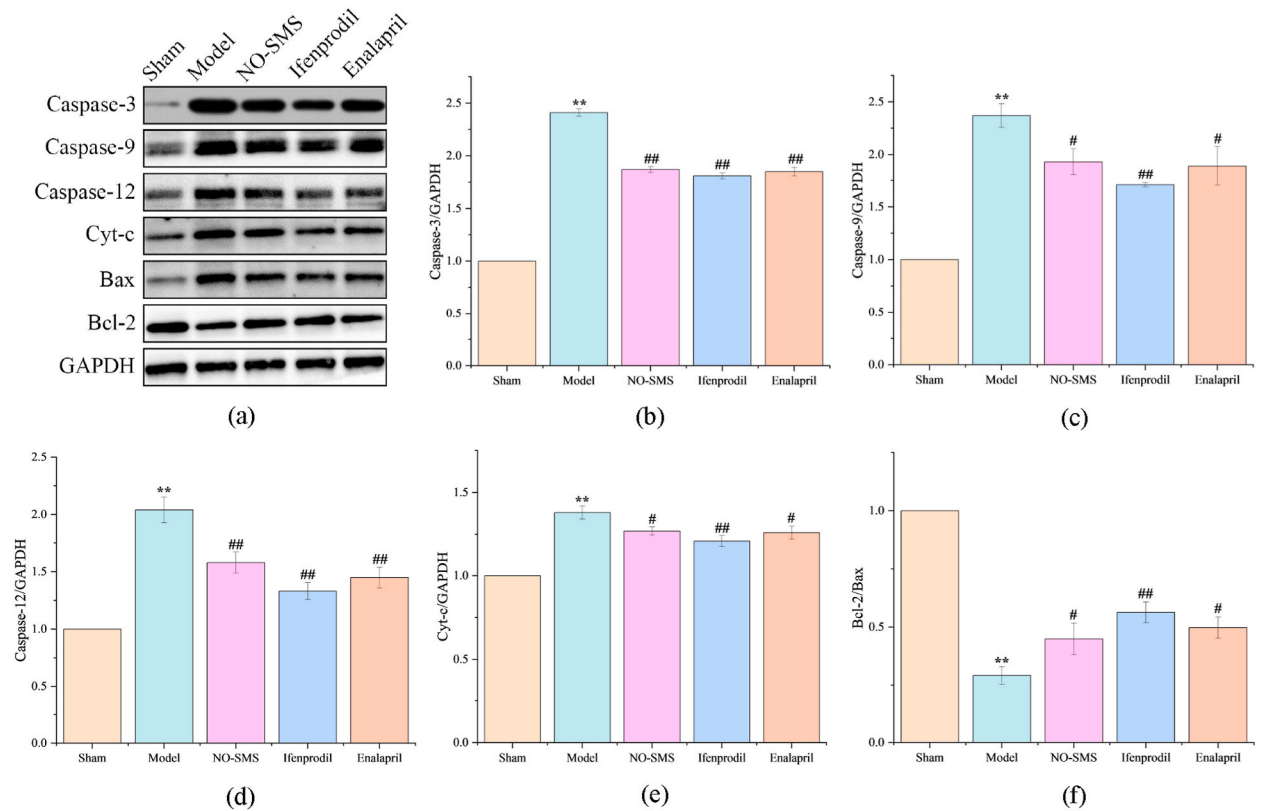 Sham Model NO-SMS Ifenprodil Enalapril
Caspase-3
Caspase-9
Caspase-12
Cyt-c
Bax
Bcl-2
GAPDH
(a)
Caspase-3/GAPDH
2.5
2.0
1.5
1.0
0.5
0.0
** ## ## ##
Sham Model NO-SMS Ifenprodil Enalapril
(b)
Caspase-9/GAPDH
2.5
2.0
1.5
1.0
0.5
0.0
** # ## #
Sham Model NO-SMS Ifenprodil Enalapril
(c)
Caspase-12/GAPDH
2.5
2.0
1.5
1.0
0.5
0.0
** ## ## ##
Sham Model NO-SMS Ifenprodil Enalapril
(d)
Cyt-c/GAPDH
1.5
1.0
0.5
0.0
** # ## #
Sham Model NO-SMS Ifenprodil Enalapril
(e)
Bcl-2/Bax
1.0
0.5
0.0
** # ## #
Sham Model NO-SMS Ifenprodil Enalapril
(f)